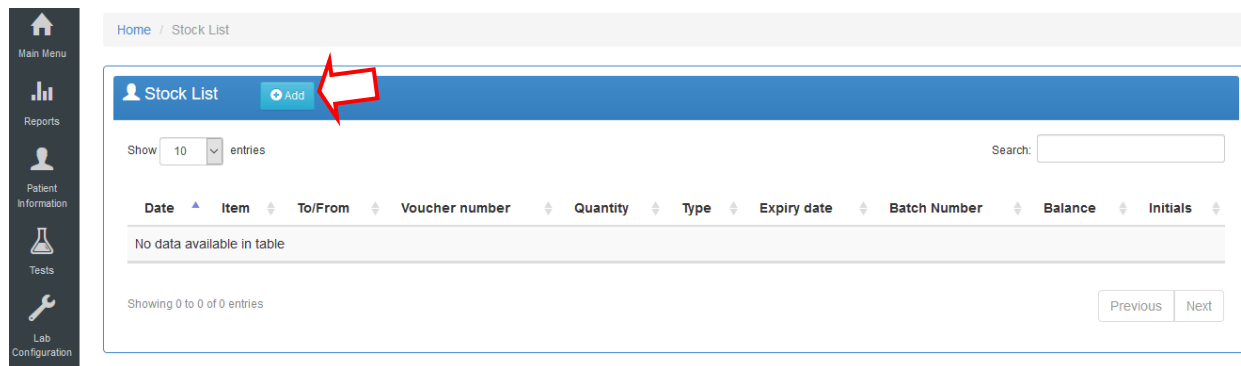 Main Menu
Reports
Patient
Information
Tests
Lab
Configuration
Home / Stock List
Stock List Add
Show 10 entries Search:
Date Item To/From Voucher number Quantity Type Expiry date Batch Number Balance Initials
No data available in table
Showing 0 to 0 of 0 entries Previous Next